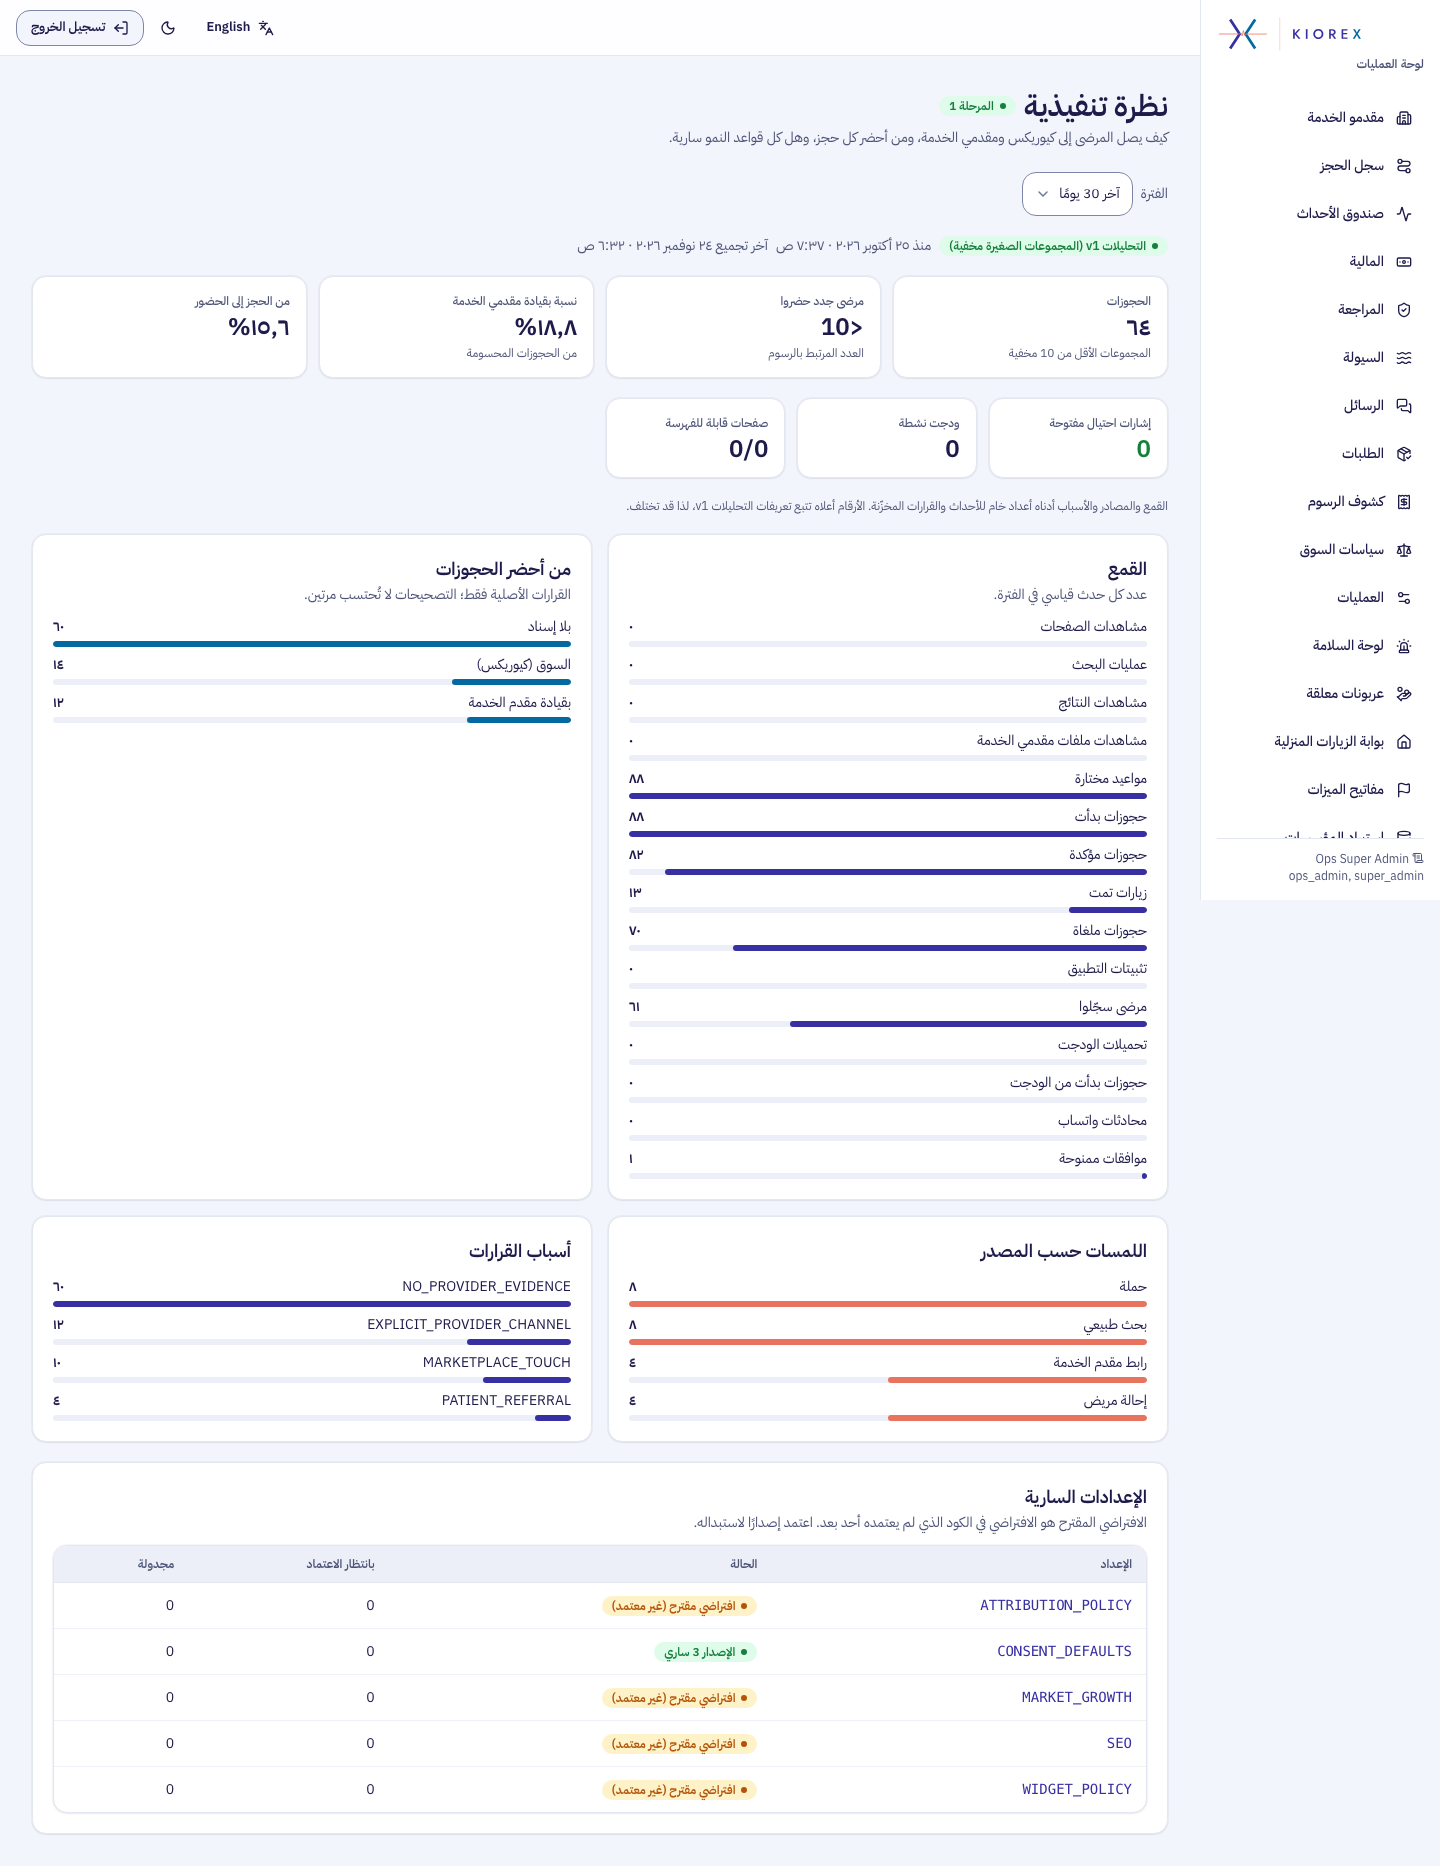 KIOREX
لوحة العمليات
مقدمو الخدمة
سجل الحجز
صندوق الأحداث
المالية
المراجعة
السيولة
الرسائل
الطلبات
كشوف الرسوم
سياسات السوق
العمليات
لوحة السلامة
عربونات معلقة
بوابة الزيارات المنزلية
مفاتيح الميزات
Ops Super Admin
ops_admin, super_admin
English
تسجيل الخروج
نظرة تنفيذية
المرحلة 1
كيف يصل المرضى إلى كيوريكس ومقدمي الخدمة، ومن أحضر كل حجز، وهل كل قواعد النمو سارية.
الفترة
آخر 30 يومًا
التحليلات v1 (المجموعات الصغيرة مخفية)
منذ ٢٥ أكتوبر ٢٠٢٦ · ٧:٣٧ ص
آخر تجميع ٢٤ نوفمبر ٢٠٢٦ · ٦:٣٢ ص
الحجوزات
٦٤
المجموعات الأقل من 10 مخفية
مرضى جدد حضروا
<10
العدد المرتبط بالرسوم
نسبة بقيادة مقدمي الخدمة
١٨,٨%
من الحجوزات المحسومة
من الحجز إلى الحضور
١٥,٦%
إشارات احتيال مفتوحة
0
ودجت نشطة
0
صفحات قابلة للفهرسة
0/0
القمع والمصادر والأسباب أدناه أعداد خام للأحداث والقرارات المخزّنة. الأرقام أعلاه تتبع تعريفات التحليلات v1، لذا قد تختلف.
القمع
عدد كل حدث قياسي في الفترة.
مشاهدات الصفحات ٠
عمليات البحث ٠
مشاهدات النتائج ٠
مشاهدات ملفات مقدمي الخدمة ٠
مواعيد مختارة ٨٨
حجوزات بدأت ٨٨
حجوزات مؤكدة ٨٢
زيارات تمت ١٣
حجوزات ملغاة ٧٠
تثبيتات التطبيق ٠
مرضى سجّلوا ٦١
تحميلات الودجت ٠
حجوزات بدأت من الودجت ٠
محادثات واتساب ٠
موافقات ممنوحة ١
من أحضر الحجوزات
القرارات الأصلية فقط؛ التصحيحات لا تُحتسب مرتين.
بلا إسناد ٦٠
السوق (كيوريكس) ١٤
بقيادة مقدم الخدمة ١٢
اللمسات حسب المصدر
حملة ٨
بحث طبيعي ٨
رابط مقدم الخدمة ٤
إحالة مريض ٤
أسباب القرارات
NO_PROVIDER_EVIDENCE ٦٠
EXPLICIT_PROVIDER_CHANNEL ١٢
MARKETPLACE_TOUCH ١٠
PATIENT_REFERRAL ٤
الإعدادات السارية
الافتراضي المقترح هو الافتراضي في الكود الذي لم يعتمده أحد بعد. اعتمد إصدارًا لاستبداله.
الإعداد الحالة بانتظار الاعتماد مجدولة
ATTRIBUTION_POLICY افتراضي مقترح (غير معتمد) 0 0
CONSENT_DEFAULTS الإصدار 3 ساري 0 0
MARKET_GROWTH افتراضي مقترح (غير معتمد) 0 0
SEO افتراضي مقترح (غير معتمد) 0 0
WIDGET_POLICY افتراضي مقترح (غير معتمد) 0 0